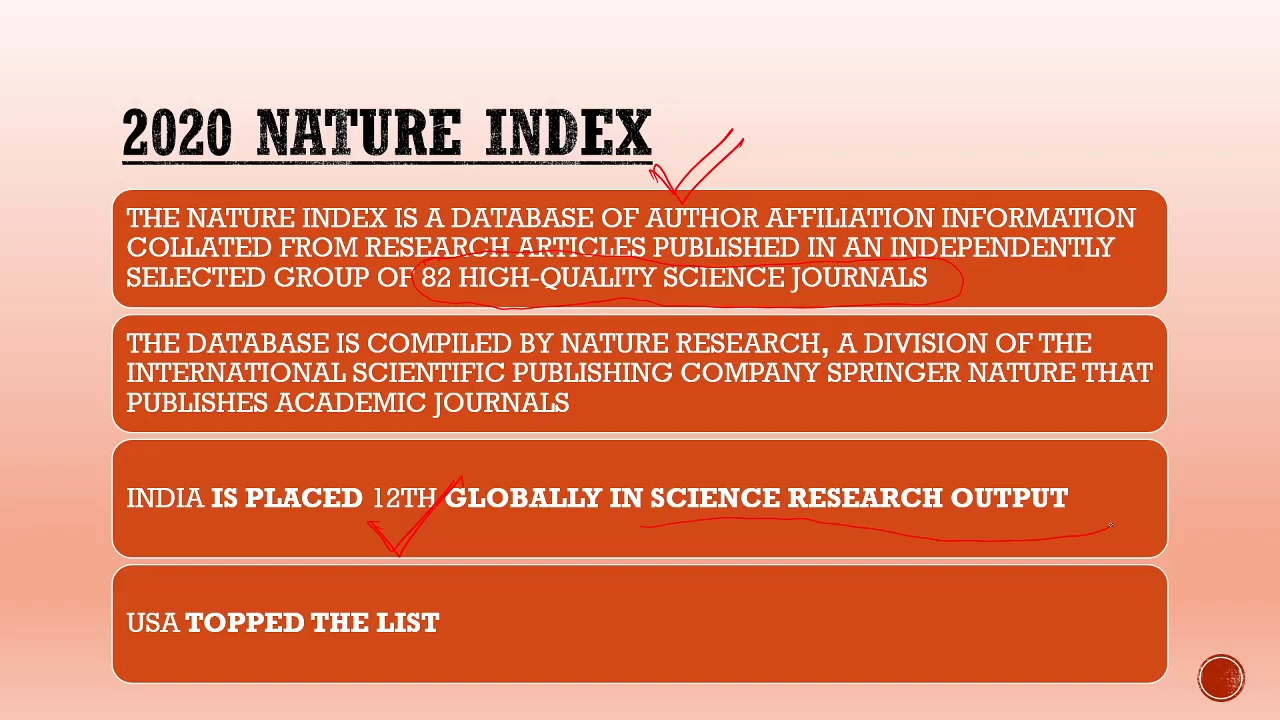 2020 NATURE INDEX
THE NATURE INDEX IS A DATABASE OF AUTHOR AFFILIATION INFORMATION
COLLATED FROM RESEARCH ARTICLES PUBLISHED IN AN INDEPENDENTLY
SELECTED GROUP OF 82 HIGH-QUALITY SCIENCE JOURNALS
THE DATABASE IS COMPILED BY NATURE RESEARCH, A DIVISION OF THE
INTERNATIONAL SCIENTIFIC PUBLISHING COMPANY SPRINGER NATURE THAT
PUBLISHES ACADEMIC JOURNALS
INDIA IS PLACED 12TH GLOBALLY IN SCIENCE RESEARCH OUTPUT
USA TOPPED THE LIST